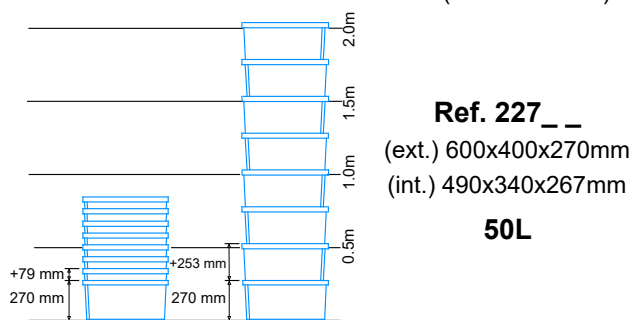 2.0m
1.5m
1.0m
0.5m
+79 mm
270 mm
+253 mm
270 mm
Ref. 227_ _
(ext.) 600x400x270mm
(int.) 490x340x267mm
50L